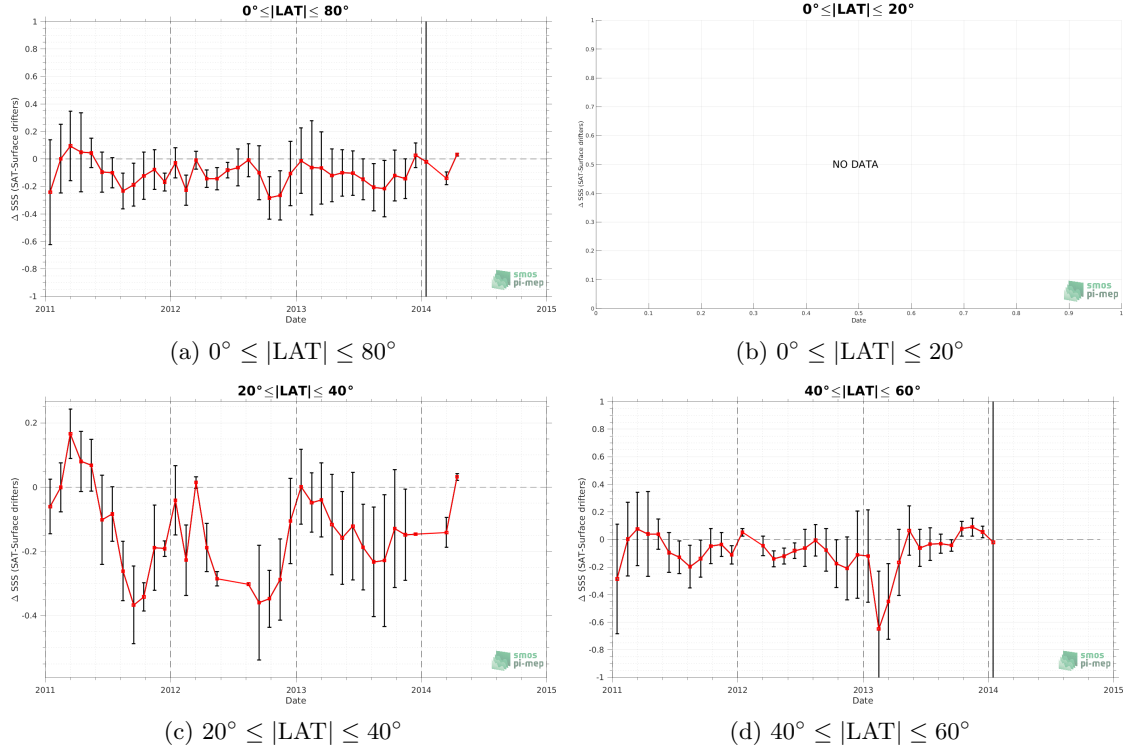 0°≤|LAT|≤ 80°
1
0.8
0.6
0.4
0.2
0
-0.2
-0.4
-0.6
-0.8
-1
Δ SSS (SAT-Surface drifters)
2011
2012
2013
2014
2015
Date
smos
pi-mep
(a) 0° ≤ |LAT| ≤ 80°
0°≤|LAT|≤ 20°
1
0.9
0.8
0.7
0.6
0.5
0.4
0.3
0.2
0.1
0
Δ SSS (SAT-Surface drifters)
NO DATA
0
0.1
0.2
0.3
0.4
0.5
0.6
0.7
0.8
0.9
1
Date
smos
pi-mep
(b) 0° ≤ |LAT| ≤ 20°
20°≤|LAT|≤ 40°
0.2
0
-0.2
-0.4
Δ SSS (SAT-Surface drifters)
2011
2012
2013
2014
2015
Date
smos
pi-mep
(c) 20° ≤ |LAT| ≤ 40°
40°≤|LAT|≤ 60°
1
0.8
0.6
0.4
0.2
0
-0.2
-0.4
-0.6
-0.8
-1
Δ SSS (SAT-Surface drifters)
2011
2012
2013
2014
2015
Date
smos
pi-mep
(d) 40° ≤ |LAT| ≤ 60°